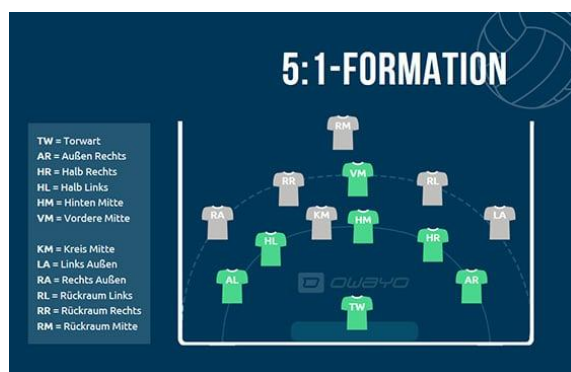 5:1-FORMATION
TW = Torwart
AR = Außen Rechts
HR = Halb Rechts
HL = Halb Links
HM = Hinten Mitte
VM = Vordere Mitte
KM = Kreis Mitte
LA = Links Außen
RA = Rechts Außen
RL = Rückraum Links
RR = Rückraum Rechts
RM = Rückraum Mitte
RM
RR
VM
RL
RA
KM
HM
LA
HL
HR
AL
owayo
AR
TW